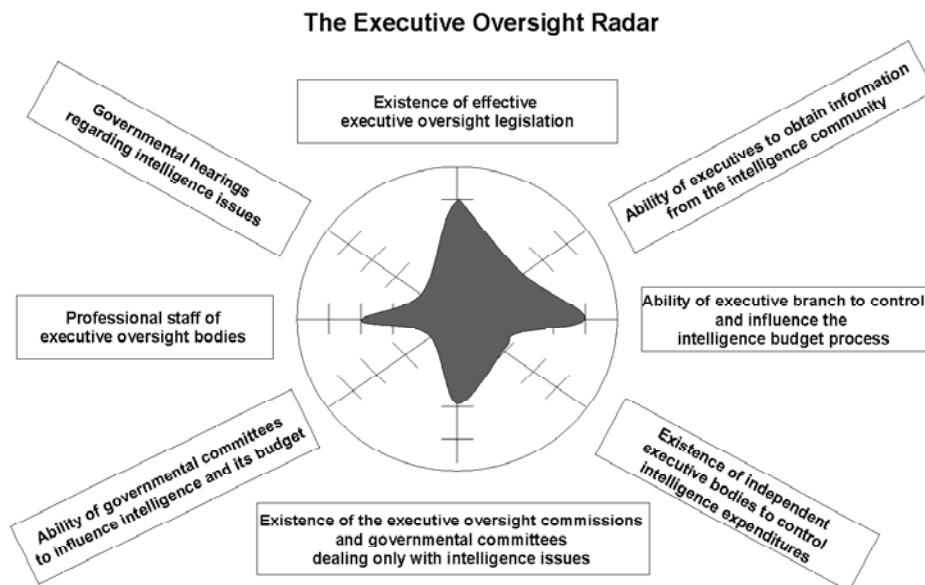 The Executive Oversight Radar
Existence of effective
executive oversight legislation
Governmental hearings
regarding intelligence issues
Ability of executives to obtain information
from the intelligence community
Professional staff of
executive oversight bodies
Ability of executive branch to control
and influence the
intelligence budget process
Ability of governmental committees
to influence intelligence and its budget
Existence of the executive oversight commissions
and governmental committees
dealing only with intelligence issues
Existence of independent
executive bodies to control
intelligence expenditures